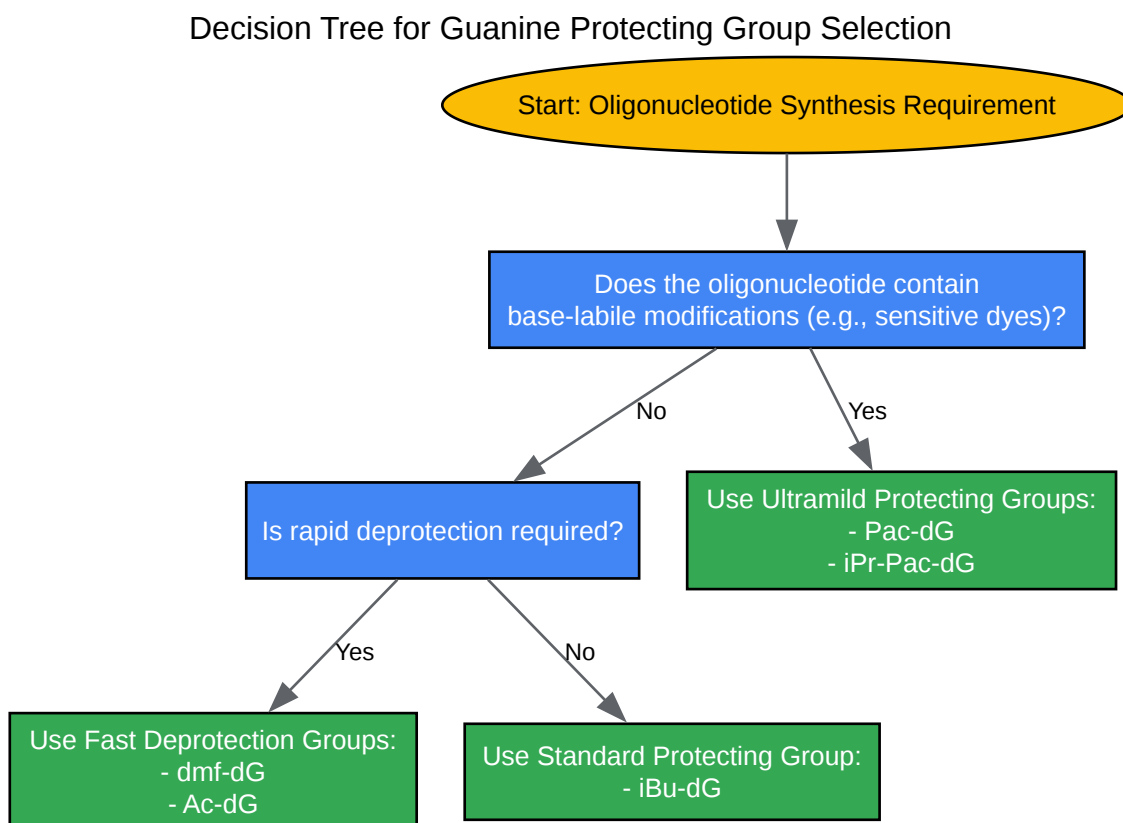 Decision Tree for Guanine Protecting Group Selection
Start: Oligonucleotide Synthesis Requirement
Does the oligonucleotide contain
base-labile modifications (e.g., sensitive dyes)?
No
Yes
Is rapid deprotection required?
Use Ultramild Protecting Groups:
- Pac-dG
- iPr-Pac-dG
Yes
No
Use Fast Deprotection Groups:
- dmf-dG
- Ac-dG
Use Standard Protecting Group:
- iBu-dG